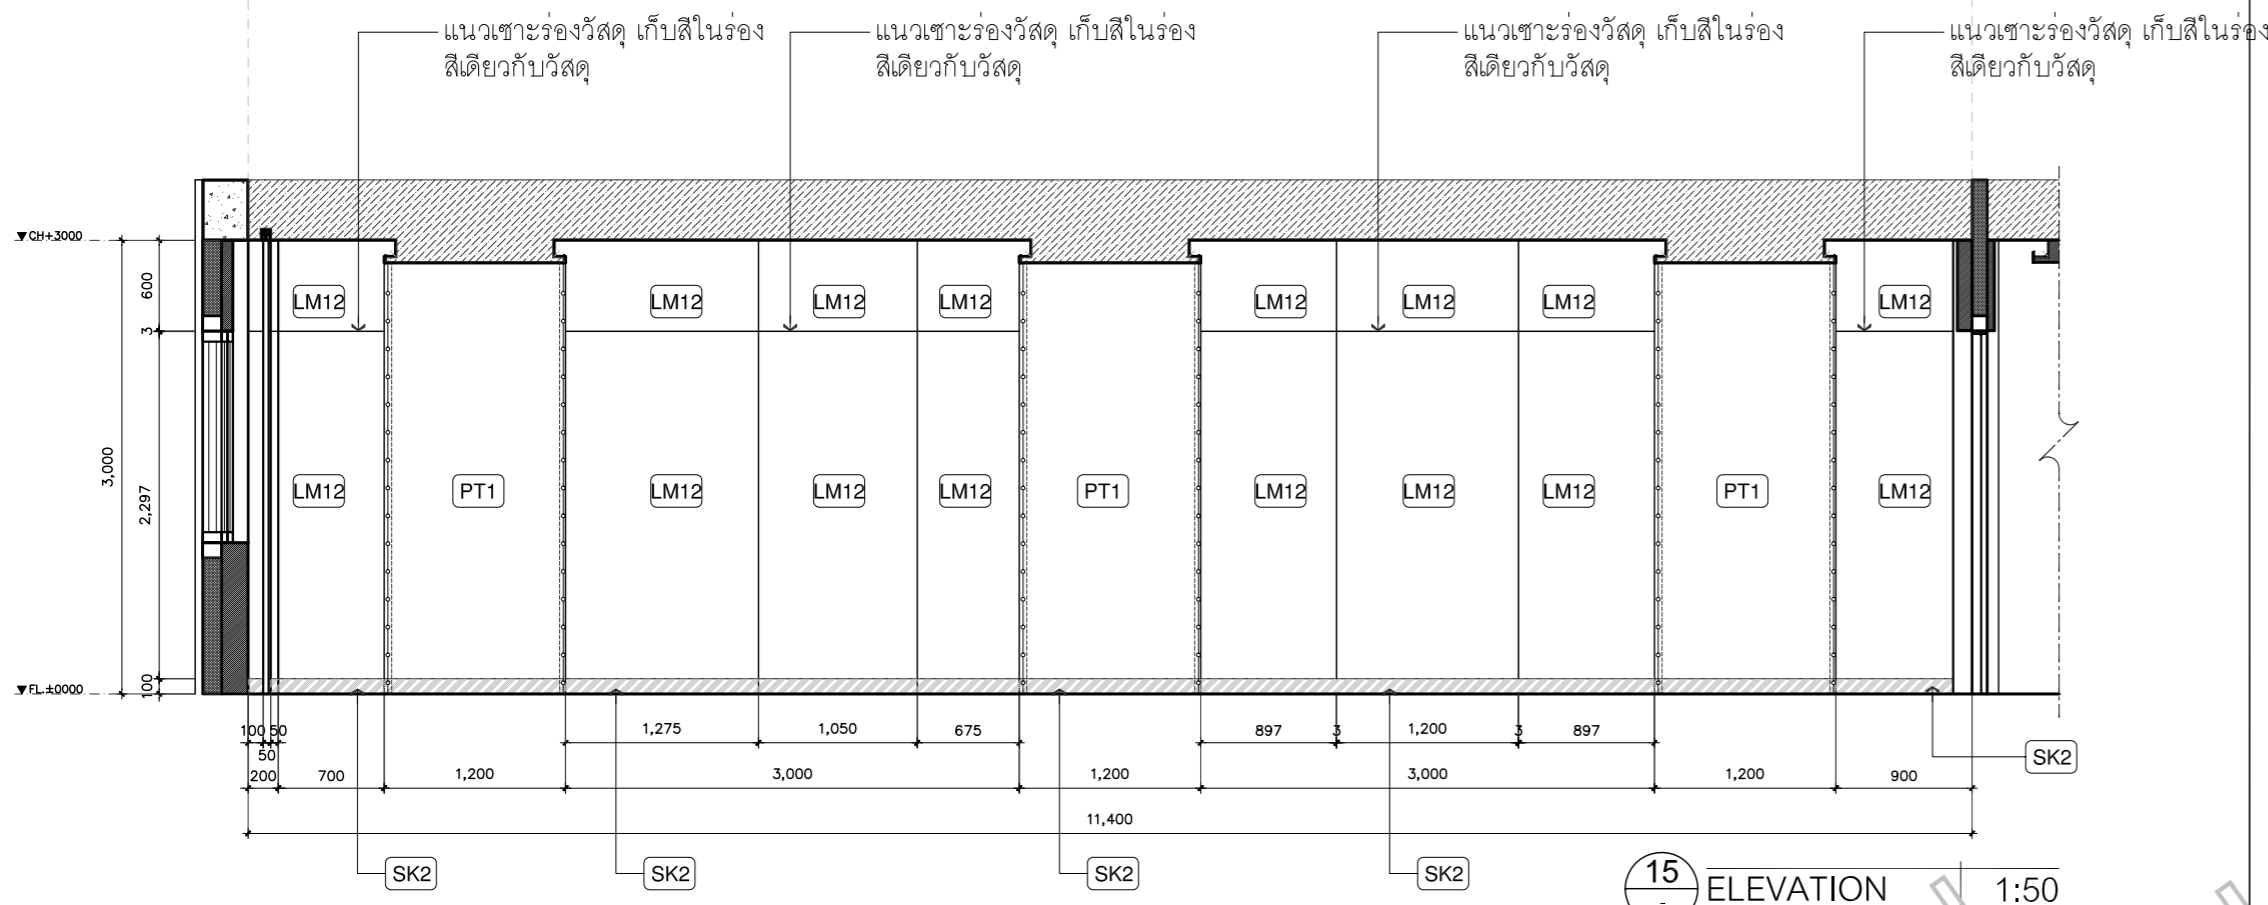 แนวเซาะร่องวัสดุ เก็บสีในร่อง
สีเดียวกับวัสดุ
แนวเซาะร่องวัสดุ เก็บสีในร่อง
สีเดียวกับวัสดุ
แนวเซาะร่องวัสดุ เก็บสีในร่อง
สีเดียวกับวัสดุ
แนวเซาะร่องวัสดุ เก็บสีในร่อง
สีเดียวกับวัสดุ
CH+3000
600
3
3,000
2,297
100
FL.±0000
LM12 LM12 LM12 LM12 LM12 LM12 LM12 LM12
LM12 PT1 LM12 LM12 LM12 PT1 LM12 LM12 LM12 PT1 LM12
100 50 1,275 1,050 675 897 3 1,200 3 897
50
200 700 1,200 3,000 1,200 3,000 1,200 900
SK2
11,400
SK2 SK2 SK2 SK2
15
ELEVATION 1:50